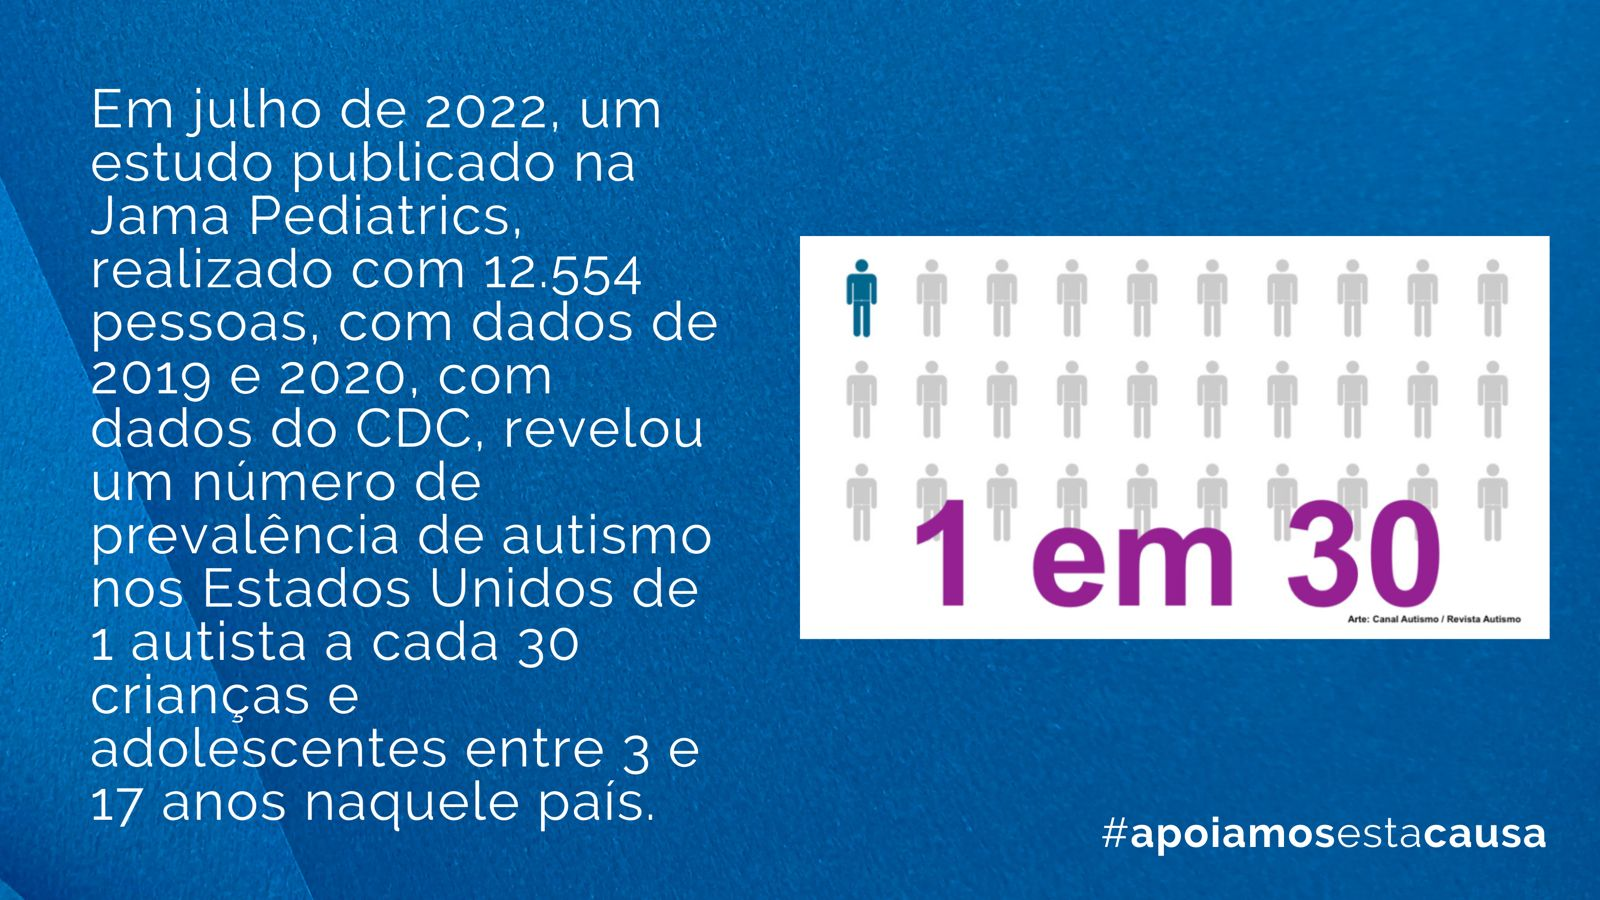 Em julho de 2022, um
estudo publicado na
Jama Pediatrics,
realizado com 12.554
pessoas, com dados de
2019 e 2020, com
dados do CDC, revelou
um número de
prevalência de autismo
nos Estados Unidos de
1 autista a cada 30
crianças e
adolescentes entre 3 e
17 anos naquele país.
1 em 30
Arte: Canal Autismo / Revista Autismo
#apoiamosestacausa